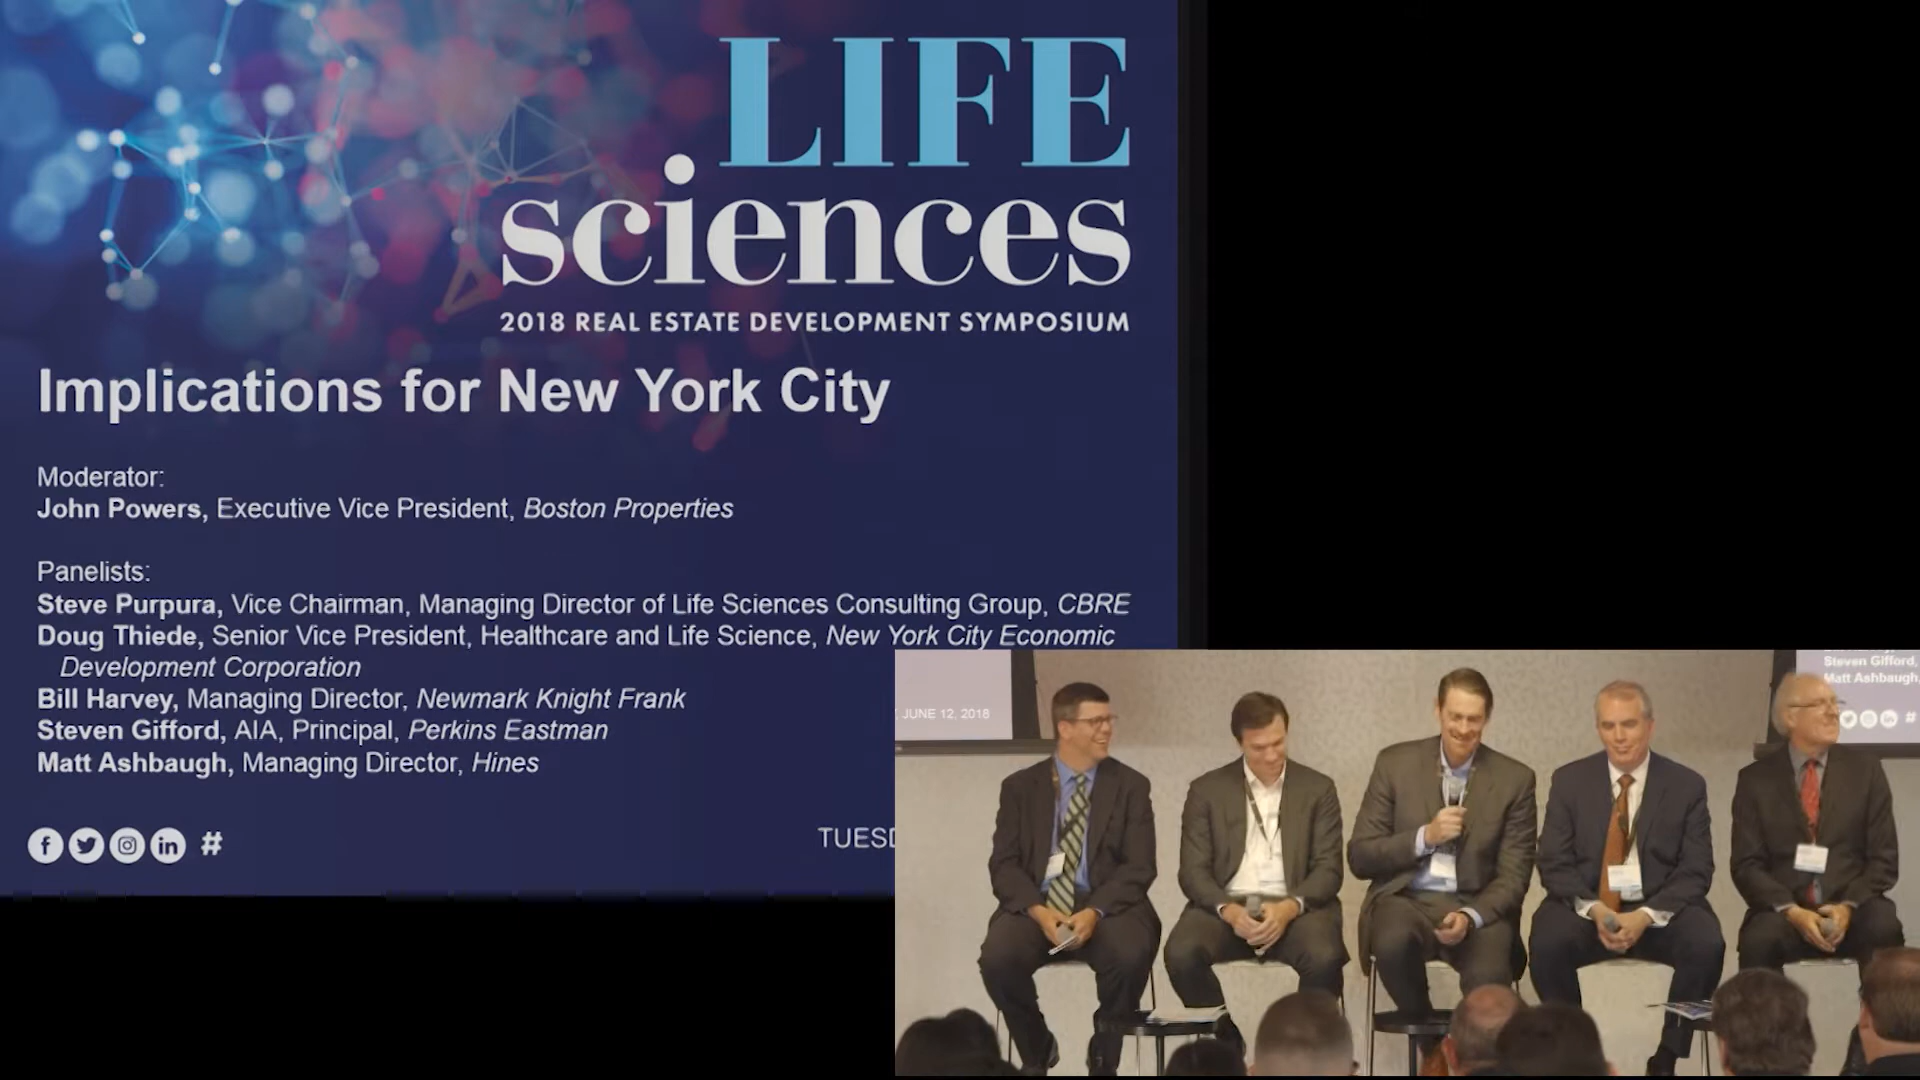 LIFE
sciences
2018 REAL ESTATE DEVELOPMENT SYMPOSIUM
Implications for New York City
Moderator:
John Powers, Executive Vice President, Boston Properties
Panelists:
Steve Purpura, Vice Chairman, Managing Director of Life Sciences Consulting Group, CBRE
Doug Thiede, Senior Vice President, Healthcare and Life Science, New York City Economic
Development Corporation
Bill Harvey, Managing Director, Newmark Knight Frank
Steven Gifford, AIA, Principal, Perkins Eastman
Matt Ashbaugh, Managing Director, Hines
#
TUESD
JUNE 12, 2018
Steven Gifford,
Matt Ashbaugh,
#